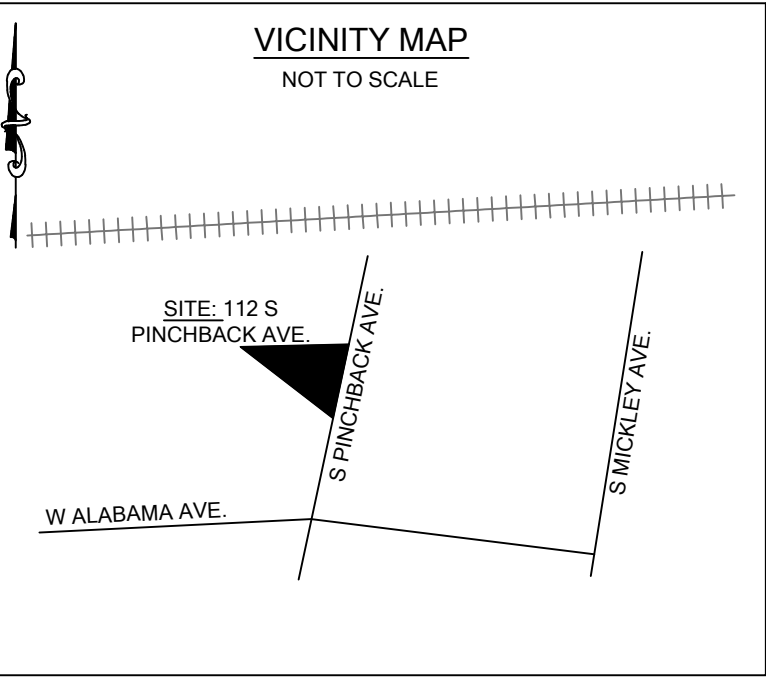 VICINITY MAP
NOT TO SCALE
SITE: 112 S
PINCHBACK AVE.
S PINCHBACK AVE.
S MICKLEY AVE.
W ALABAMA AVE.